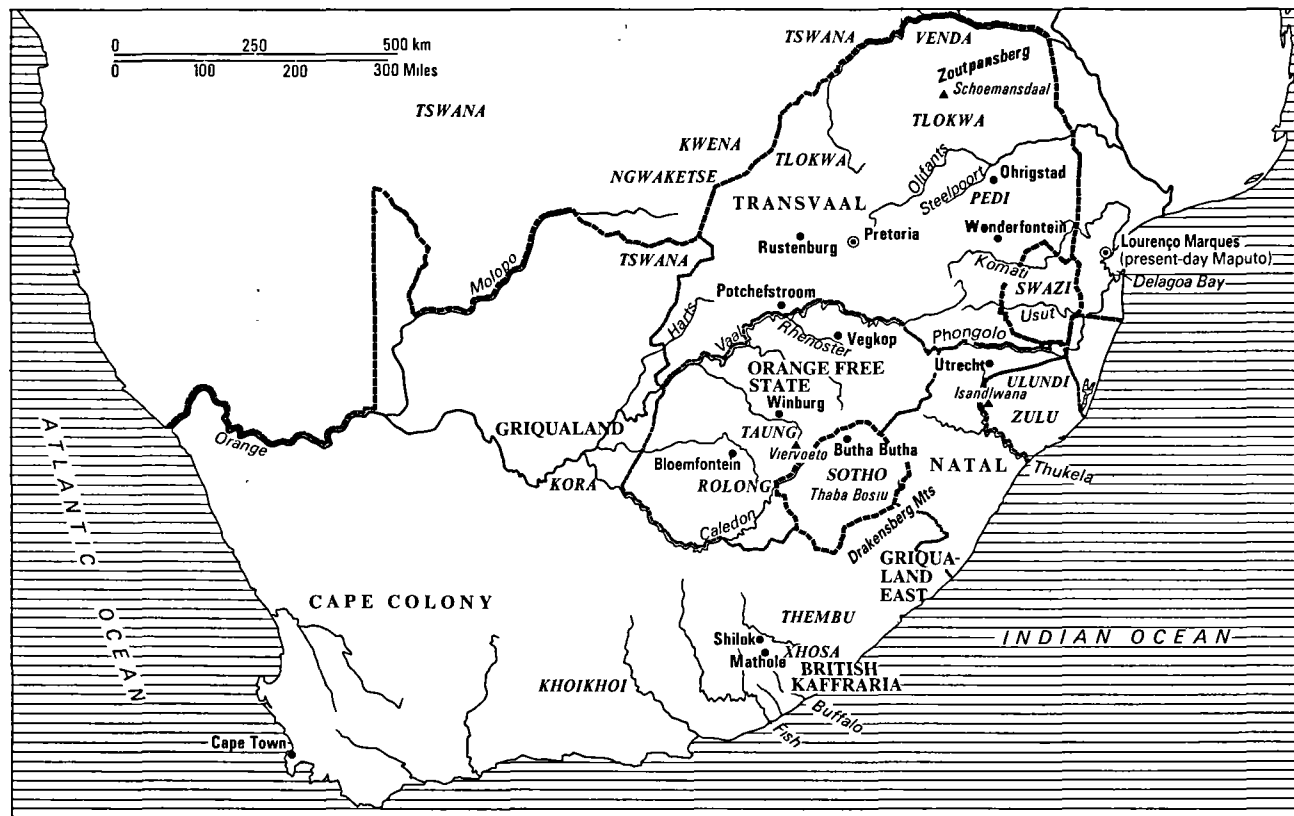 0 250 500 km
0 100 200 300 Miles
TSWANA
VENDA
Zoutpansberg
Schoemansdaal
TSWANA
TLOKWA
KWENA
TLOKWA
NGWAKETSE
Olifants
Steelpoort
Ohrigstad
PEDI
TRANSVAAL
Wonderfontein
Pretoria
Rustenburg
Lourenço Marques
(present-day Maputo)
TSWANA
Molopo
Komati
SWAZI
Delagoa Bay
Potchefstroom
Usut
Harts
Vaal
Rhenoster
Vegkop
Phongolo
Utrecht
ULUNDI
ORANGE FREE
STATE
Isandlwana
ZULU
Winburg
Orange
GRIQUALAND
TAUNG
Viervoeto
Butha Butha
Bloemfontein
NATAL
Thukela
KORA
ROLONG
SOTHO
Thaba Bosiu
Caledon
Drakensberg Mts
GRIQUA-
LAND
EAST
ATLANTIC OCEAN
CAPE COLONY
THEMBU
INDIAN OCEAN
Shilok
XHOSA
Mathole
BRITISH
KAFFRARIA
KHOIKHOI
Buffalo
Fish
Cape Town